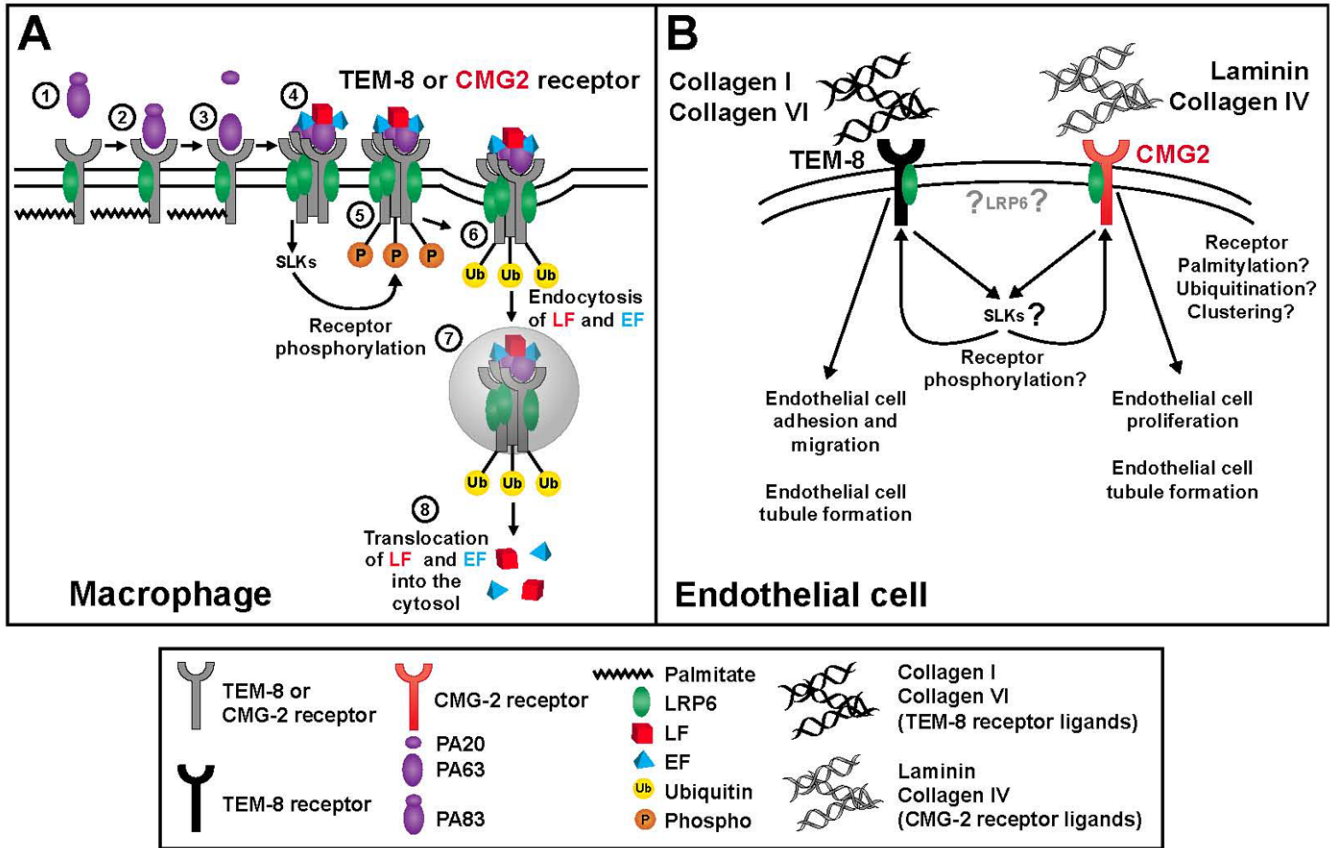 A
TEM-8 or CMG2 receptor
1
2
3
4
5
6
SLKs
P P P
Receptor
phosphorylation
Ub Ub Ub
Endocytosis
of LF and EF
7
Ub Ub Ub
8
Translocation
of LF and EF
into the
cytosol
Macrophage
B
Collagen I
Collagen VI
Laminin
Collagen IV
TEM-8
CMG2
?LRP6?
Receptor
Palmitylation?
Ubiquitination?
Clustering?
SLKs?
Receptor
phosphorylation?
Endothelial cell
adhesion and
migration
Endothelial cell
tubule formation
Endothelial cell
proliferation
Endothelial cell
tubule formation
Endothelial cell
TEM-8 or
CMG-2 receptor
TEM-8 receptor
CMG-2 receptor
PA20
PA63
PA83
Palmitate
LRP6
LF
EF
Ub Ubiquitin
P Phospho
Collagen I
Collagen VI
(TEM-8 receptor ligands)
Laminin
Collagen IV
(CMG-2 receptor ligands)